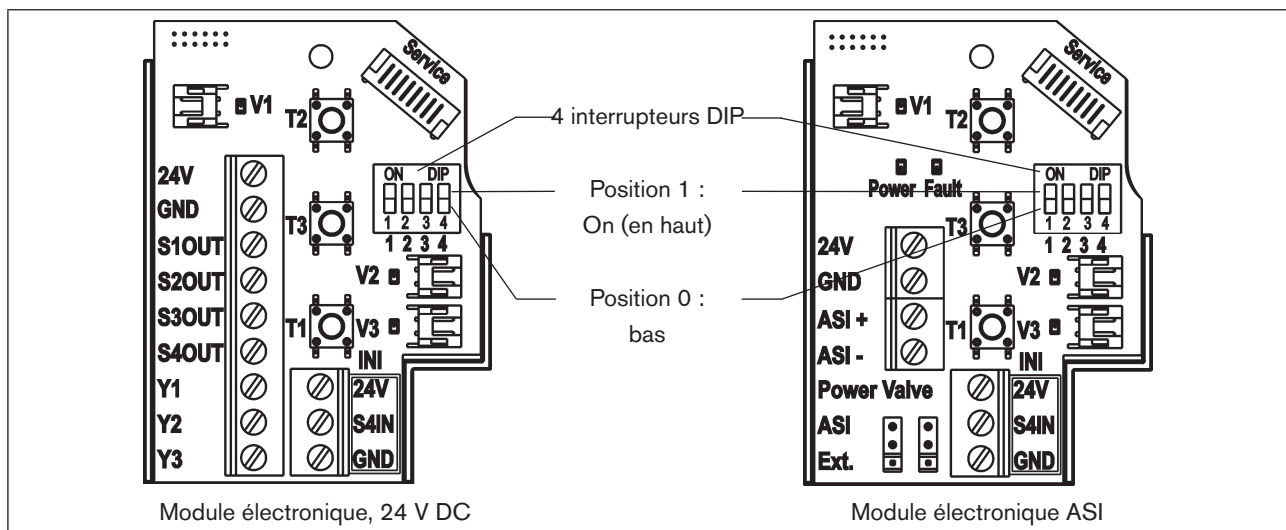 Service
V1
T2
ON DIP
1 2 3 4
1 2 3 4
24V
GND
S1OUT
S2OUT
S3OUT
S4OUT
Y1
Y2
Y3
T3
V2
T1
V3
INI
24V
S4IN
GND
Module électronique, 24 V DC
4 interrupteurs DIP
Position 1 :
On (en haut)
Position 0 :
bas
Service
V1
T2
ON DIP
1 2 3 4
1 2 3 4
Power Fault
T3
24V
GND
ASI +
ASI -
V2
T1
V3
INI
Power Valve
ASI
Ext.
24V
S4IN
GND
Module électronique ASI